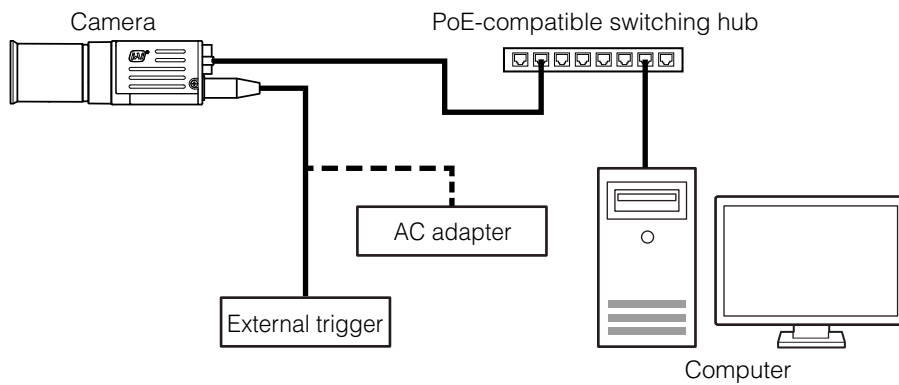 Camera
PoE-compatible switching hub
AC adapter
External trigger
Computer